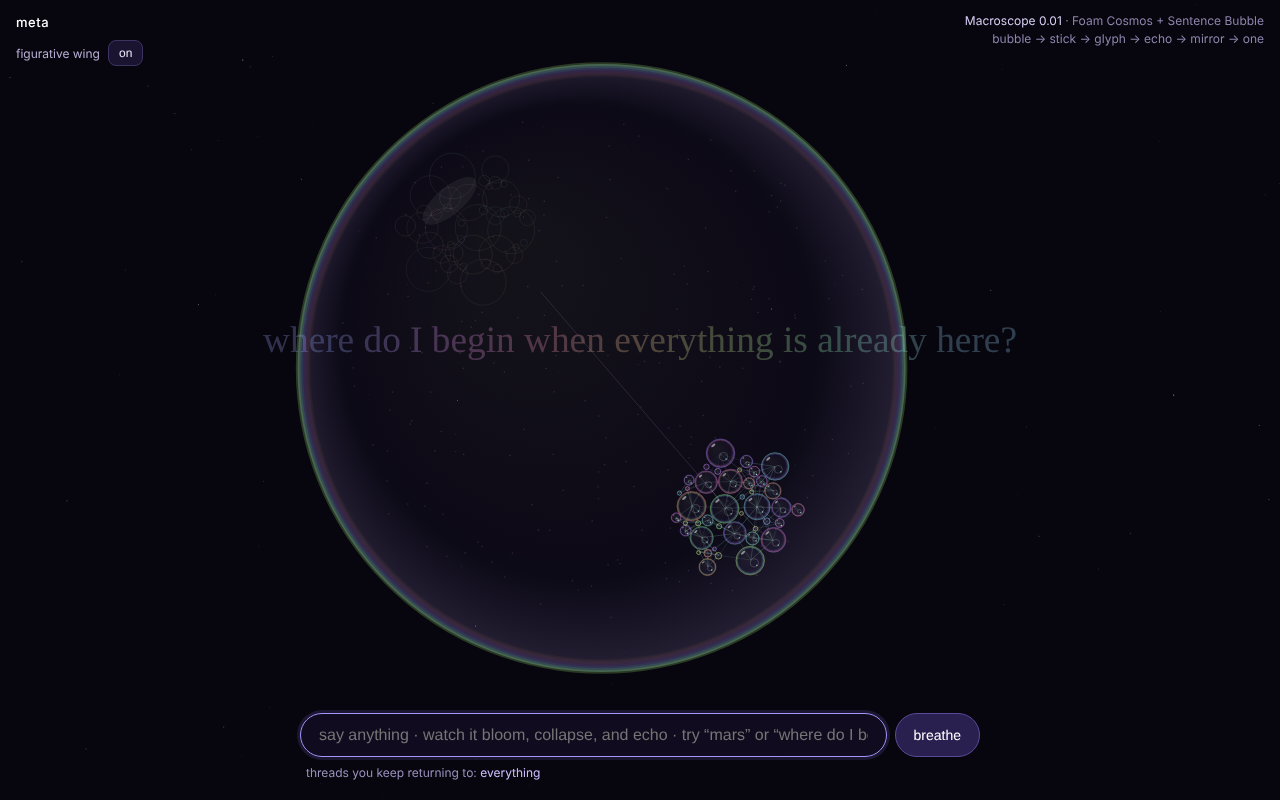 meta
figurative wing on
Macroscope 0.01 · Foam Cosmos + Sentence Bubble
bubble → stick → glyph → echo → mirror → one
where do I begin when everything is already here?
say anything · watch it bloom, collapse, and echo · try “mars” or “where do I b
breathe
threads you keep returning to: everything